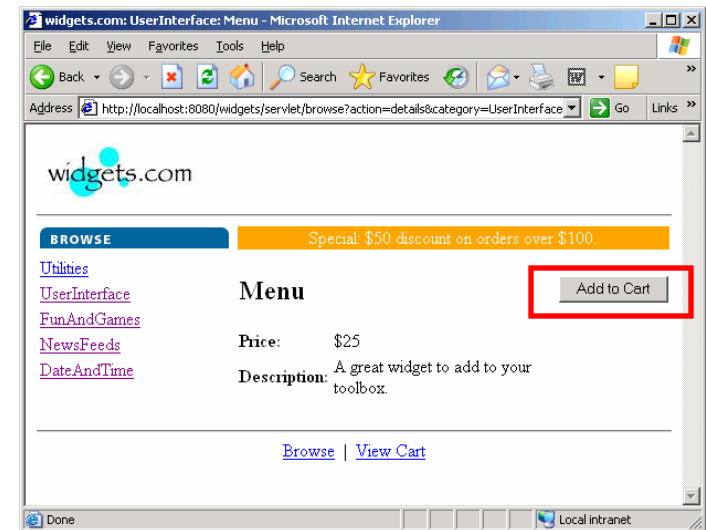 widgets.com: UserInterface: Menu - Microsoft Internet Explorer
File Edit View Favorites Tools Help
Back Search Favorites »
Address http://localhost:8080/widgets/servlet/browse?action=details&category=UserInterface Go Links »
widgets.com
BROWSE
Special: $50 discount on orders over $100.
Utilities
UserInterface
FunAndGames
NewsFeeds
DateAndTime
Menu
Add to Cart
Price: $25
Description: A great widget to add to your
toolbox.
Browse | View Cart
Done Local intranet